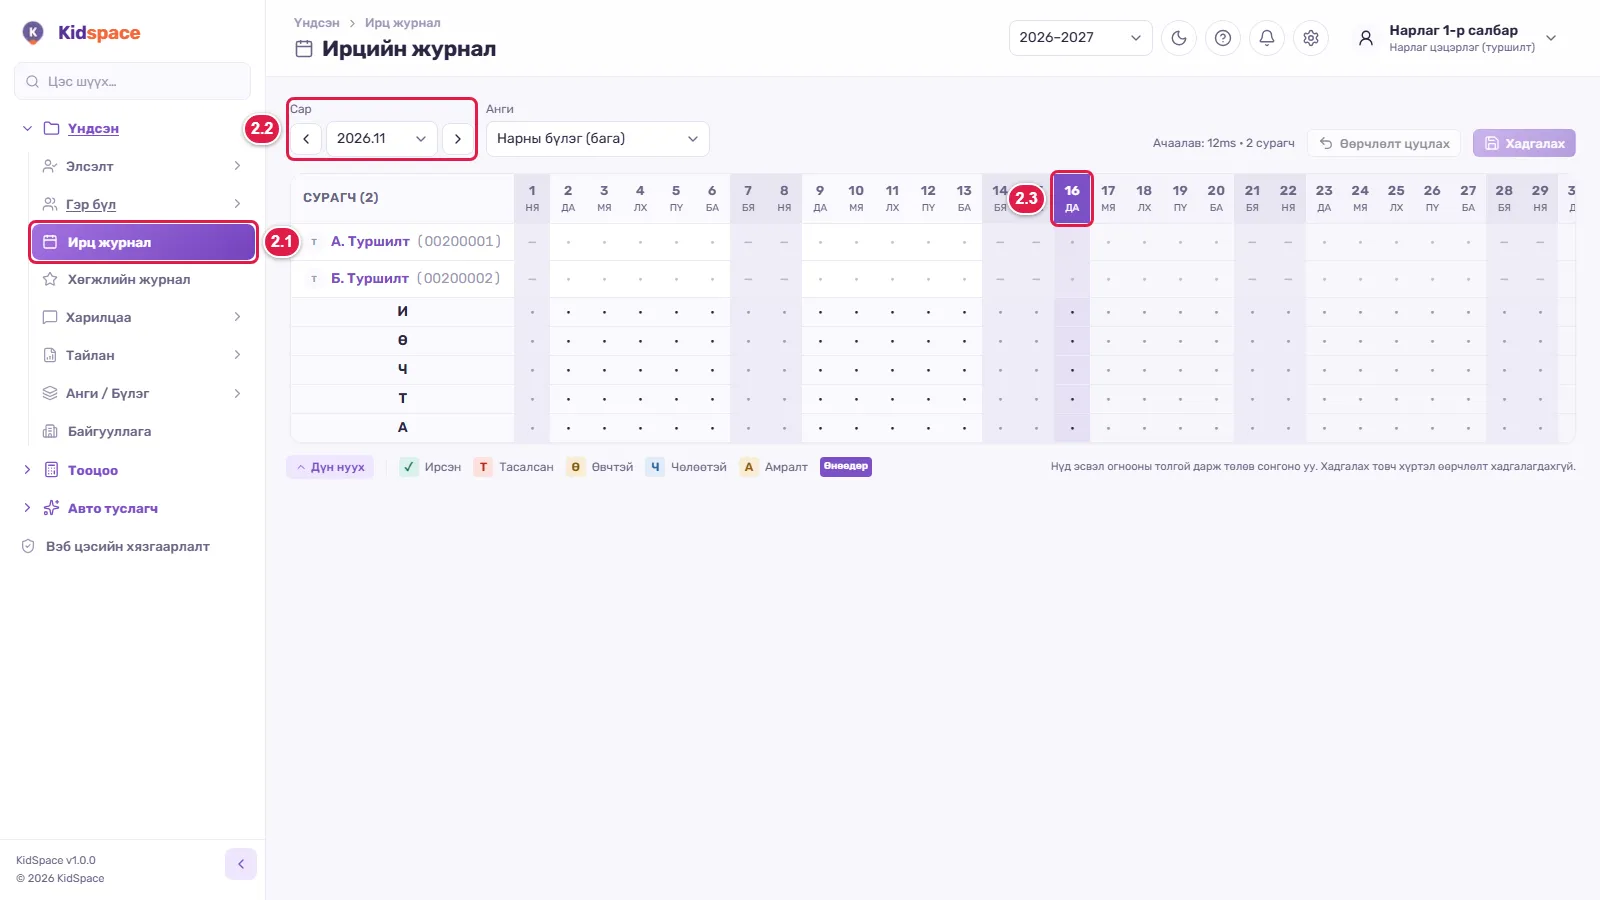 Kidspace
Цэс шүүх...
Үндсэн
Элсэлт
Гэр бүл
Ирц журнал
Хөгжлийн журнал
Харилцаа
Тайлан
Анги / Бүлэг
Байгууллага
Тооцоо
Авто туслагч
Вэб цэсийн хязгаарлалт
KidSpace v1.0.0
© 2026 KidSpace
Үндсэн > Ирц журнал
Ирцийн журнал
2026-2027
Нарлаг 1-р салбар
Нарлаг цэцэрлэг (туршилт)
2.1
2.2
2.3
Сар
2026.11
Анги
Нарны бүлэг (бага)
Ачаалав: 12ms • 2 сурагч
Өөрчлөлт цуцлах
Хадгалах
СУРАГЧ (2)
1 2 3 4 5 6 7 8 9 10 11 12 13 14 16 17 18 19 20 21 22 23 24 25 26 27 28 29 3
НЯ ДА МЯ ЛХ ПҮ БА БЯ НЯ ДА МЯ ЛХ ПҮ БА БЯ ДА МЯ ЛХ ПҮ БА БЯ НЯ ДА МЯ ЛХ ПҮ БА БЯ НЯ
Т А. Туршилт (00200001)
Т Б. Туршилт (00200002)
И
Ө
Ч
Т
А
Дүн нуух
✓ Ирсэн
Т Тасалсан
Ө Өвчтэй
Ч Чөлөөтэй
А Амралт
Өнөөдөр
Нүд эсвэл огнооны толгой дарж төлөв сонгоно уу. Хадгалах товч хүртэл өөрчлөлт хадгалагдахгүй.